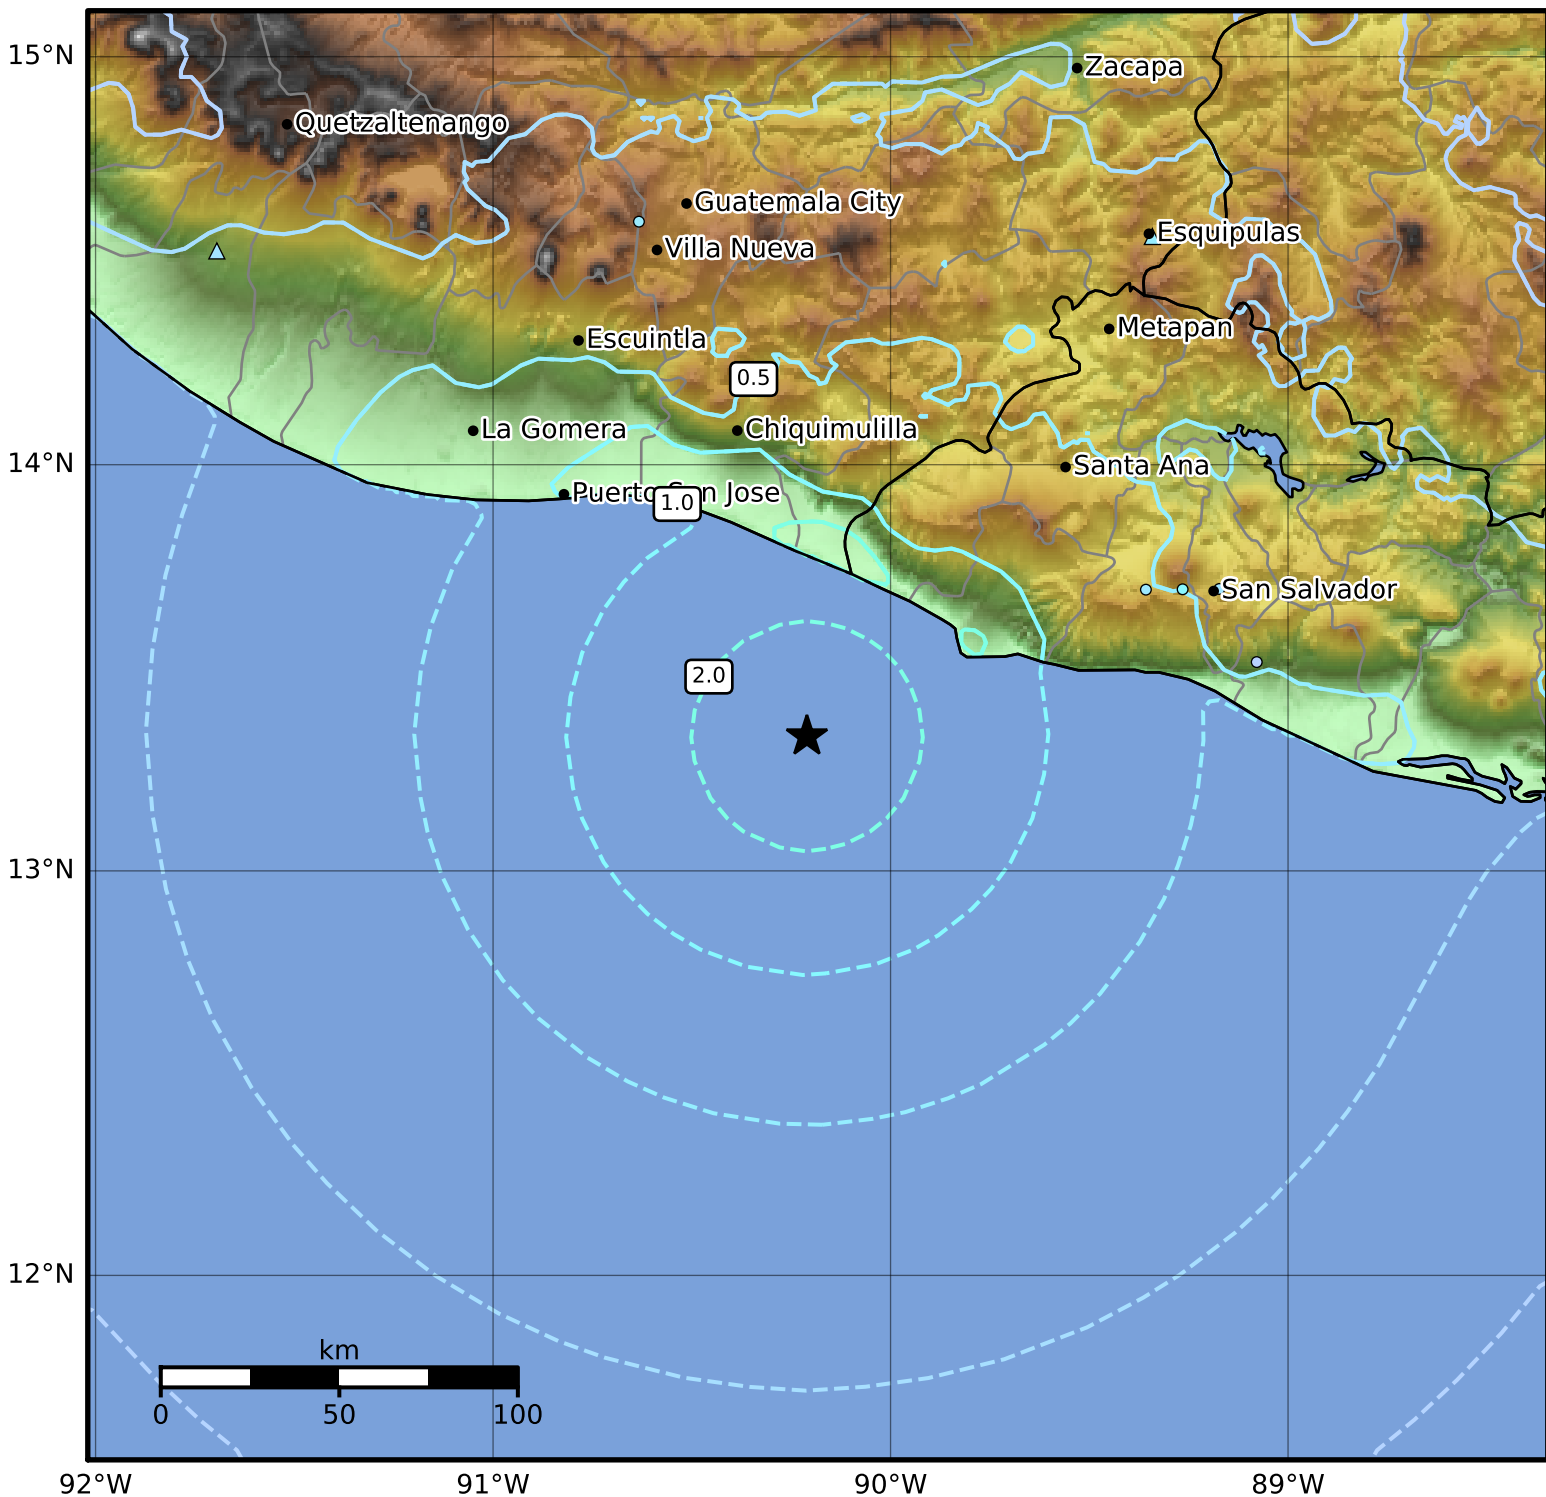 15°N
Zacapa
Quetzaltenango
Guatemala City
Esquipulas
Villa Nueva
Metapan
Escuintla
0.5
La Gomera
Chiquimulilla
14°N
Santa Ana
Puerto San Jose
1.0
San Salvador
2.0
13°N
12°N
km
0 50 100
92°W 91°W 90°W 89°W